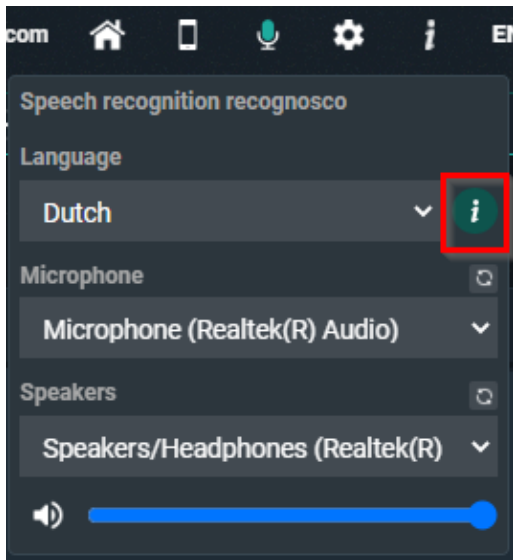 com EN
Speech recognition recognosco
Language
Dutch
Microphone
Microphone (Realtek(R) Audio)
Speakers
Speakers/Headphones (Realtek(R)